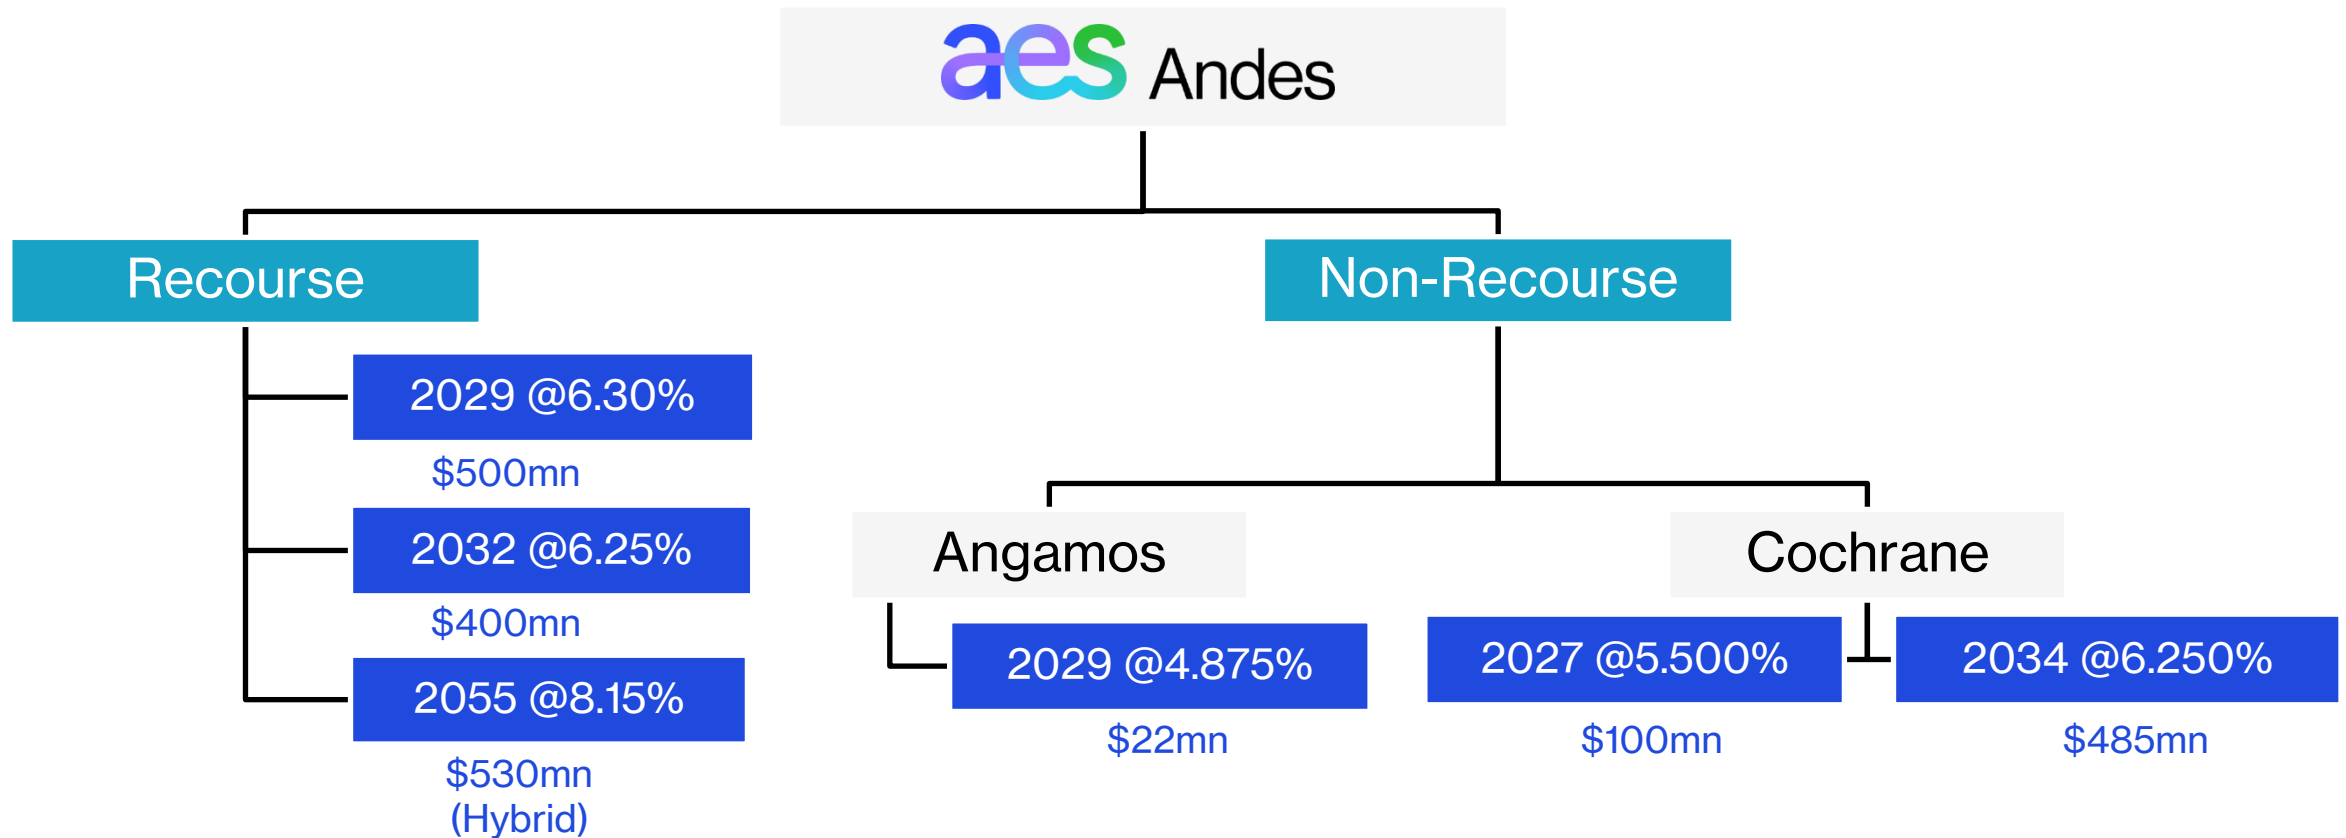 aes Andes
Recourse
Non-Recourse
2029 @6.30%
$500mn
2032 @6.25%
$400mn
2055 @8.15%
$530mn
(Hybrid)
Angamos
2029 @4.875%
$22mn
Cochrane
2027 @5.500%
$100mn
2034 @6.250%
$485mn